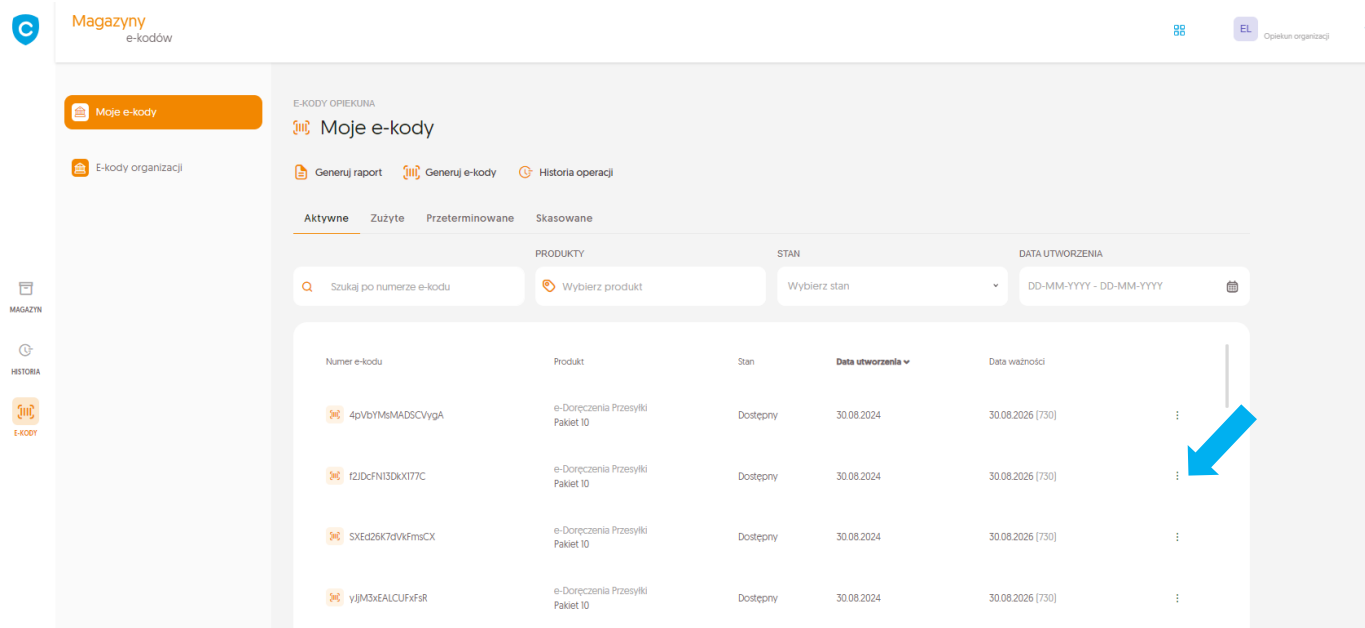 Magazyny
e-kodów
EL Opiekun organizacji
Moje e-kody
E-kody organizacji
MAGAZYN
HISTORIA
E-KODY
E-KODY OPIEKUNA
Moje e-kody
Generuj raport Generuj e-kody Historia operacji
Aktywne Zużyte Przeterminowane Skasowane
PRODUKTY STAN DATA UTWORZENIA
Szukaj po numerze e-kodu Wybierz produkt Wybierz stan DD-MM-YYYY - DD-MM-YYYY
Numer e-kodu Produkt Stan Data utworzenia Data ważności
4pVbYMsMADSCVygA e-Doręczenia Przesyłki Dostępny 30.08.2024 30.08.2026 [730]
Pakiet 10
f2JDcFN13DkX177C e-Doręczenia Przesyłki Dostępny 30.08.2024 30.08.2026 [730]
Pakiet 10
SXEd26K7dVkFmsCX e-Doręczenia Przesyłki Dostępny 30.08.2024 30.08.2026 [730]
Pakiet 10
yJjM3xEALCUFxFsR e-Doręczenia Przesyłki Dostępny 30.08.2024 30.08.2026 [730]
Pakiet 10